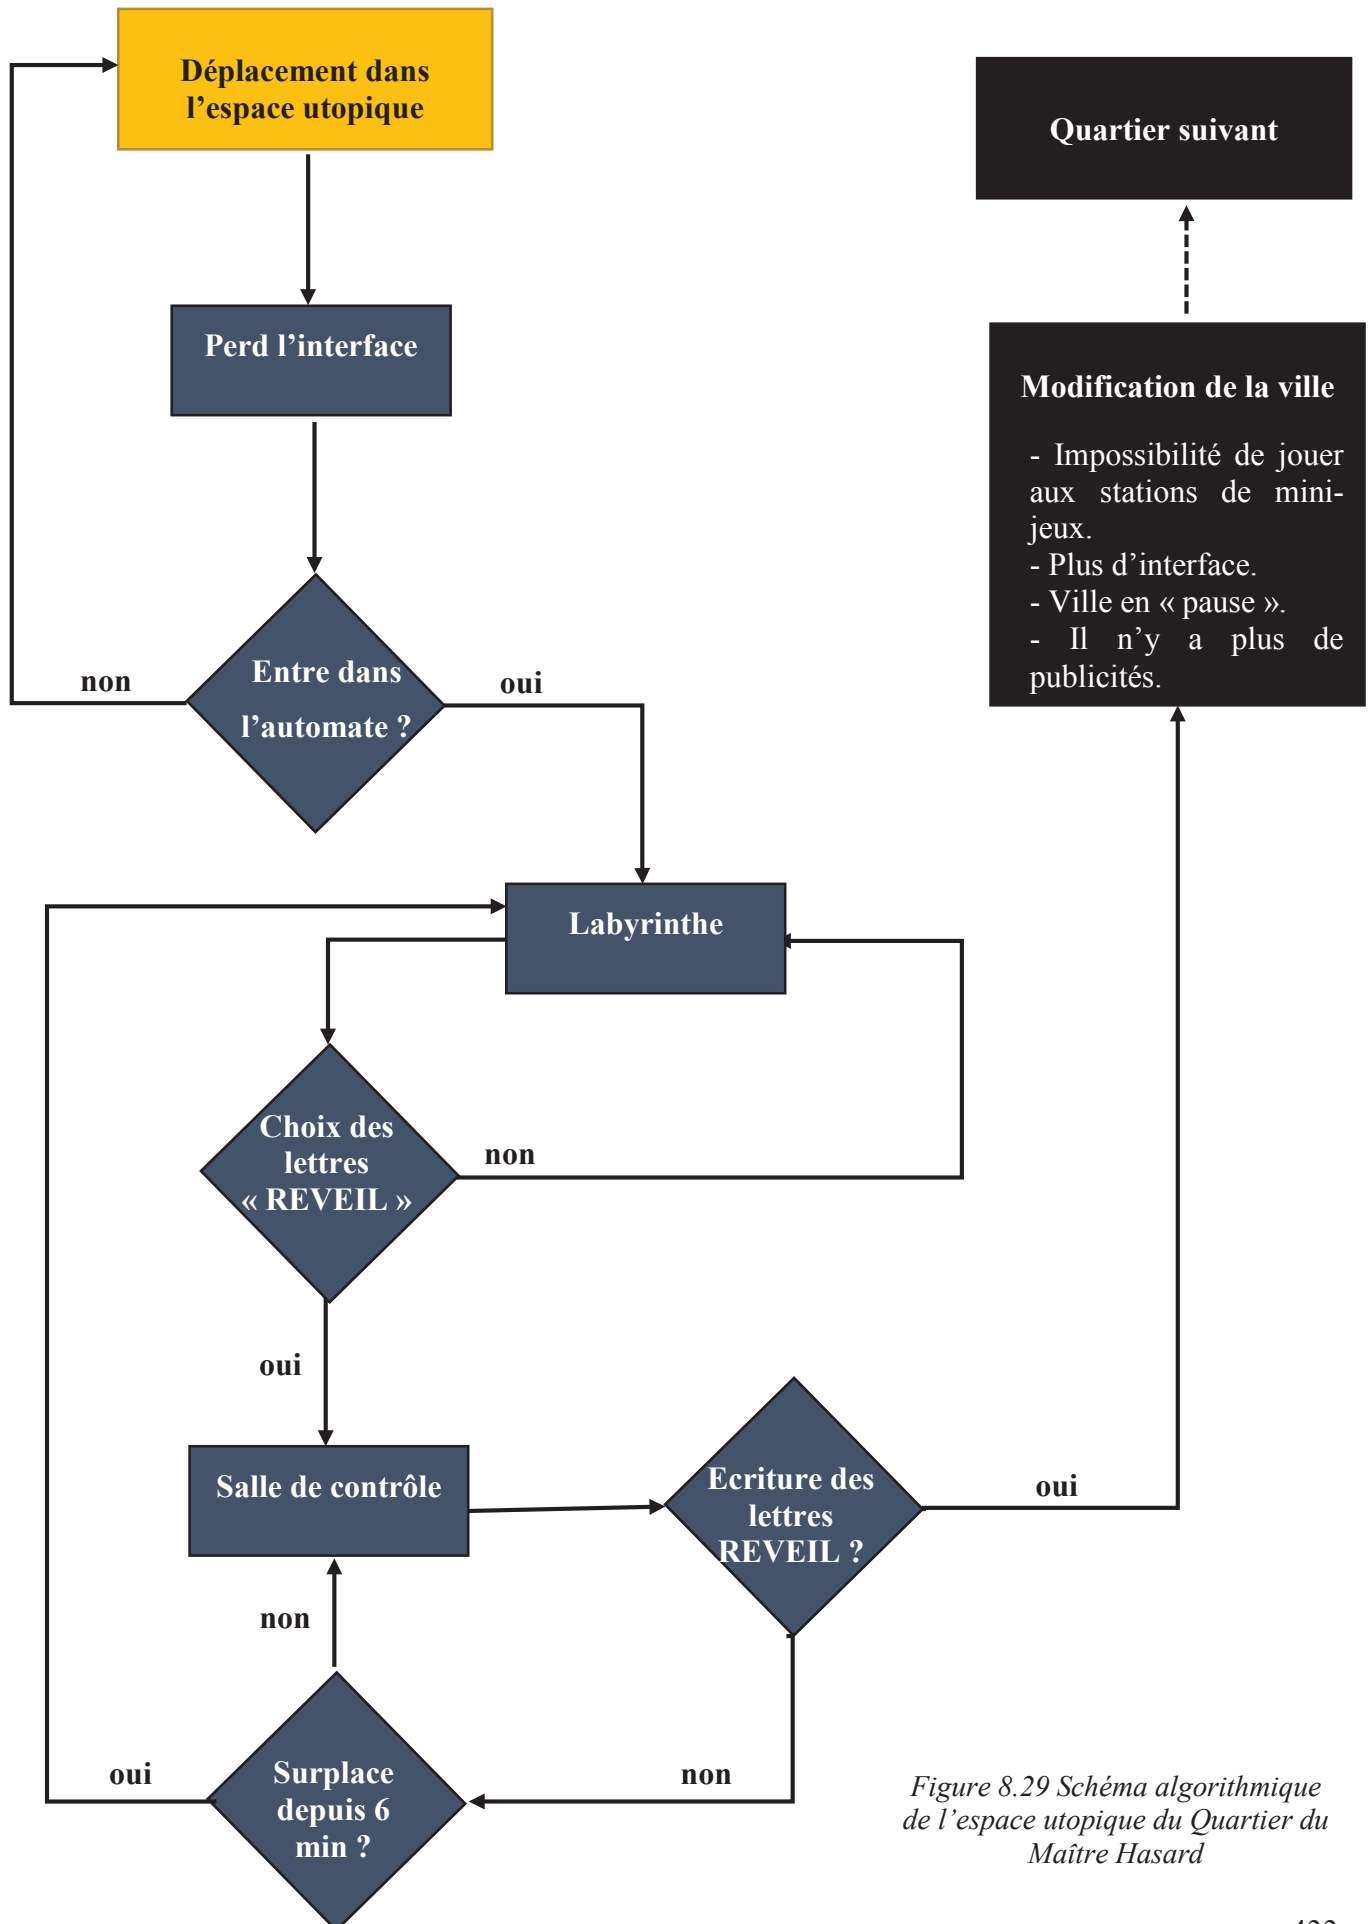 Déplacement dans
l’espace utopique
Quartier suivant
Perd l’interface
Modification de la ville
- Impossibilité de jouer
aux stations de mini-
jeux.
- Plus d’interface.
- Ville en « pause ».
- Il n’y a plus de
publicités.
non
Entre dans
l’automate ?
oui
Labyrinthe
Choix des
lettres
« REVEIL »
non
oui
Salle de contrôle
Ecriture des
lettres
REVEIL ?
oui
non
oui
Surplace
depuis 6
min ?
non
Figure 8.29 Schéma algorithmique
de l’espace utopique du Quartier du
Maître Hasard